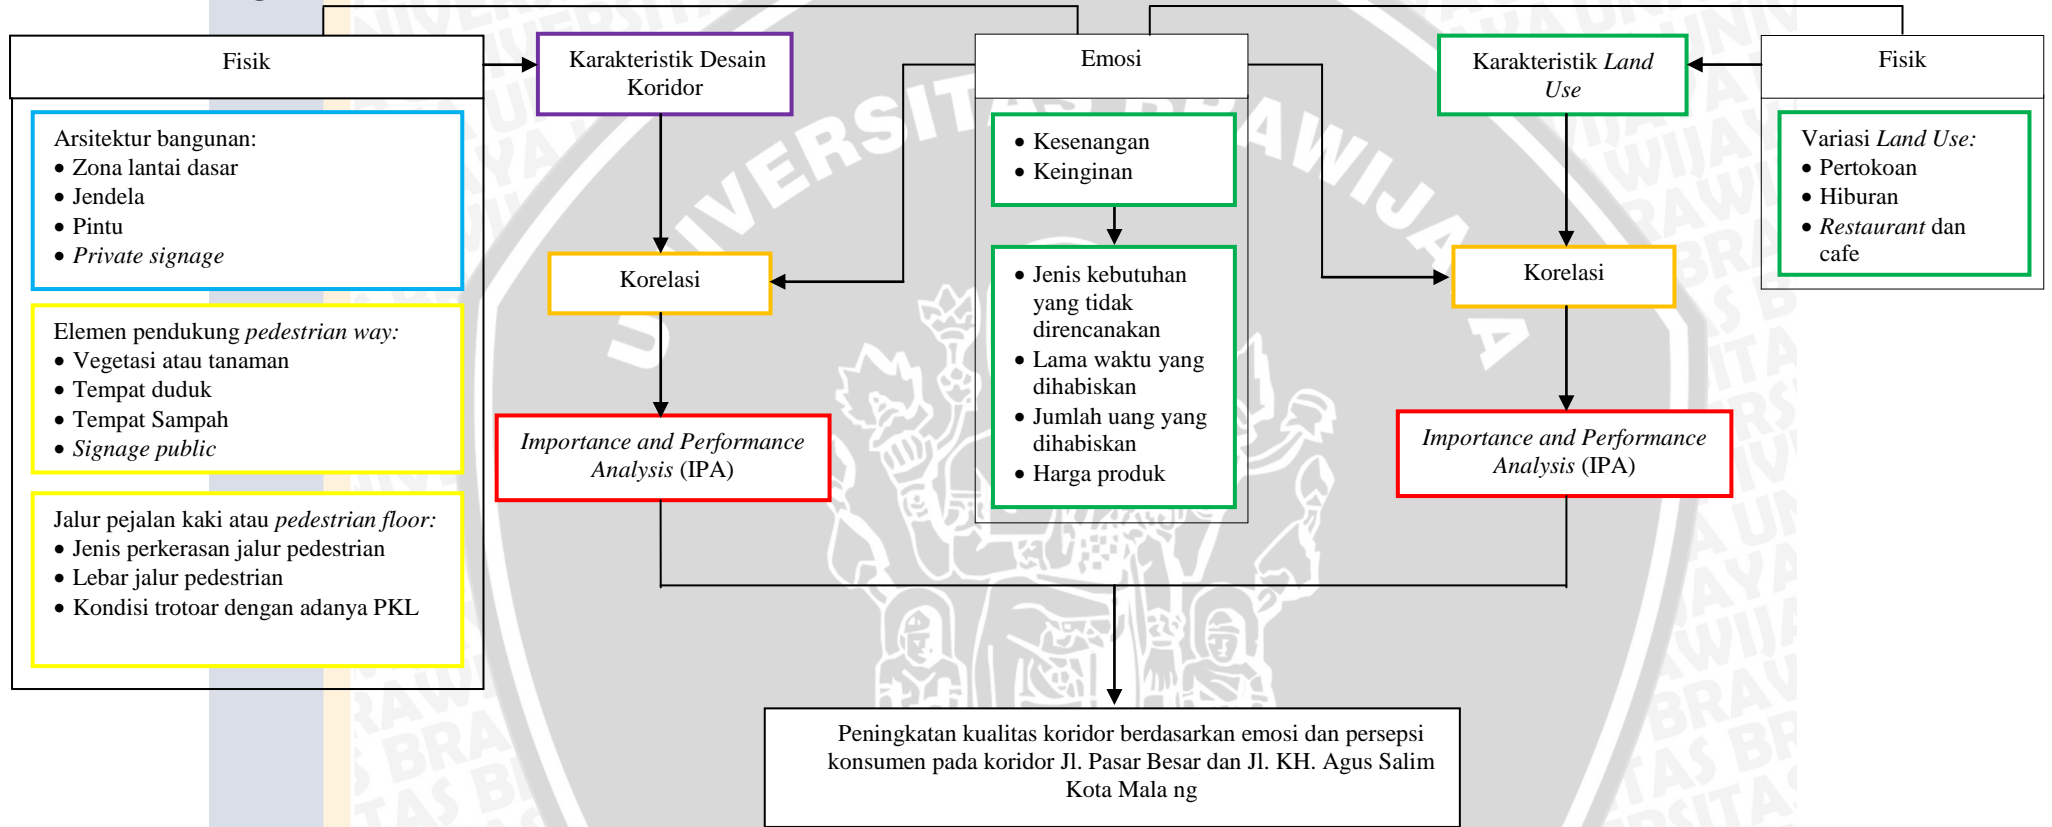 Fisik
Arsitektur bangunan:
• Zona lantai dasar
• Jendela
• Pintu
• Private signage
Elemen pendukung pedestrian way:
• Vegetasi atau tanaman
• Tempat duduk
• Tempat Sampah
• Signage public
Jalur pejalan kaki atau pedestrian floor:
• Jenis perkerasan jalur pedestrian
• Lebar jalur pedestrian
• Kondisi trotoar dengan adanya PKL
Karakteristik Desain
Koridor
Korelasi
Importance and Performance
Analysis (IPA)
Emosi
• Kesenangan
• Keinginan
• Jenis kebutuhan
yang tidak
direncanakan
• Lama waktu yang
dihabiskan
• Jumlah uang yang
dihabiskan
• Harga produk
Karakteristik Land
Use
Korelasi
Importance and Performance
Analysis (IPA)
Fisik
Variasi Land Use:
• Pertokoan
• Hiburan
• Restaurant dan
cafe
Peningkatan kualitas koridor berdasarkan emosi dan persepsi
konsumen pada koridor Jl. Pasar Besar dan Jl. KH. Agus Salim
Kota Mala ng
UNIVERSITAS BRAWIJAYA